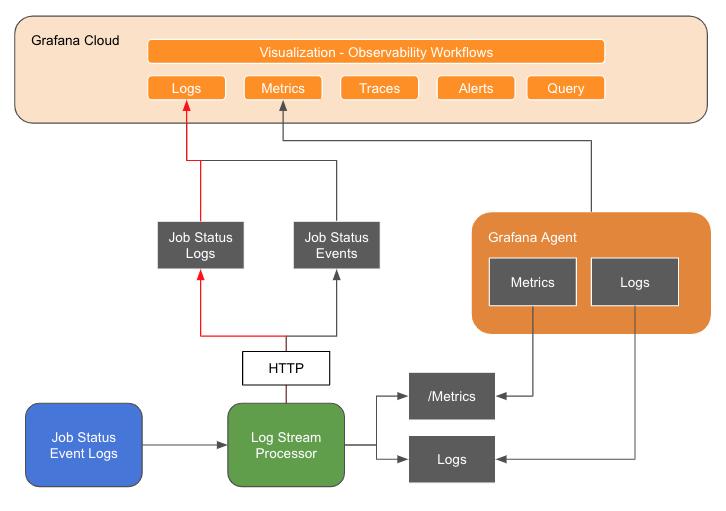 Grafana Cloud
Visualization - Observability Workflows
Logs
Metrics
Traces
Alerts
Query
Job Status
Logs
Job Status
Events
Grafana Agent
Metrics
Logs
HTTP
/Metrics
Job Status
Event Logs
Log Stream
Processor
Logs